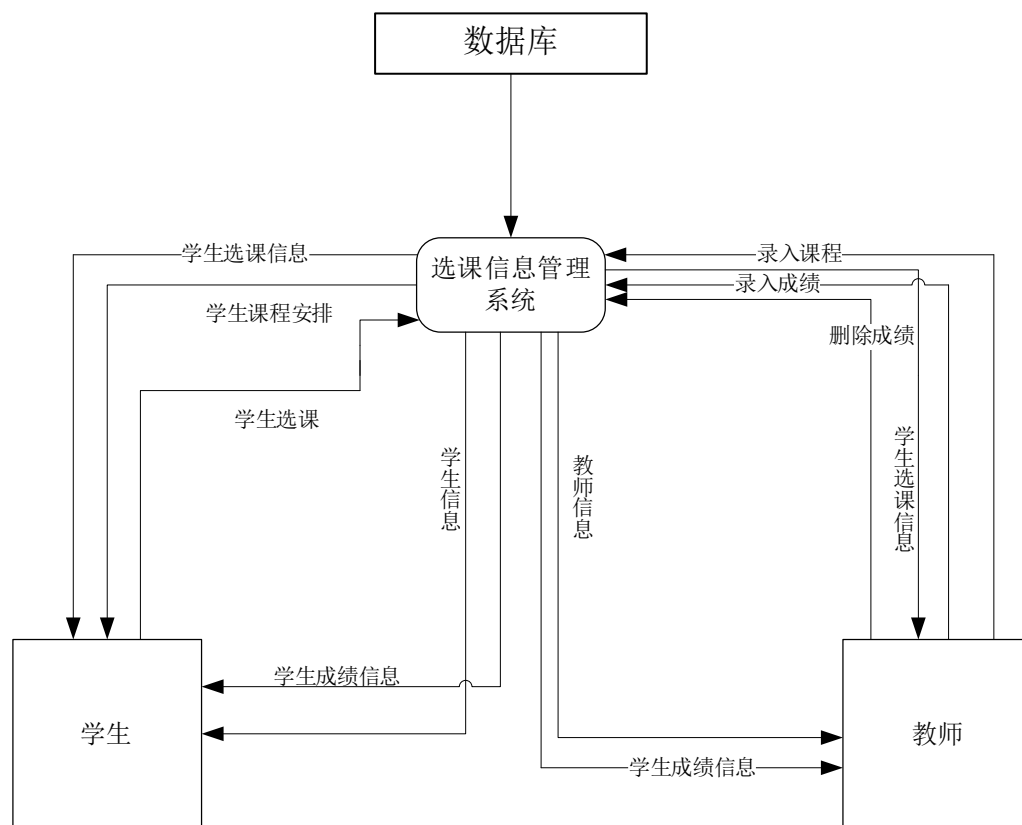 数据库
学生选课信息
选课信息管理
系统
录入课程
录入成绩
学生课程安排
删除成绩
学生选课
学生信息
教师信息
学生选课信息
学生成绩信息
学生
教师
学生成绩信息